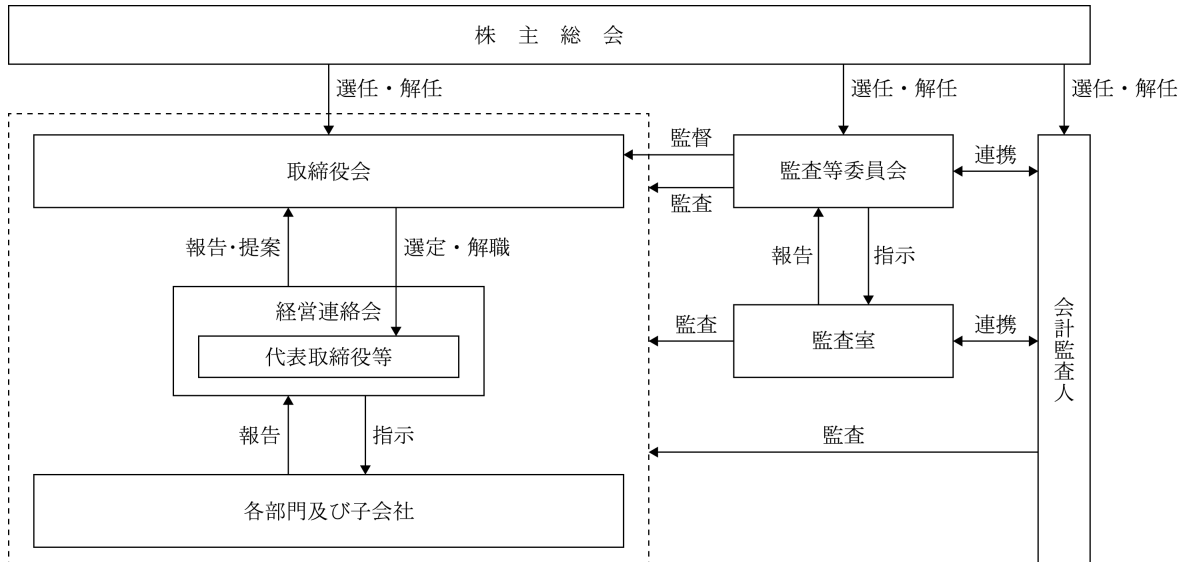 株　主　総　会
選任・解任
選任・解任
選任・解任
取締役会
監督
監査
監査等委員会
連携
報告・提案
選定・解職
報告
指示
経営連絡会
代表取締役等
監査
監査室
連携
会計監査人
報告
指示
監査
各部門及び子会社